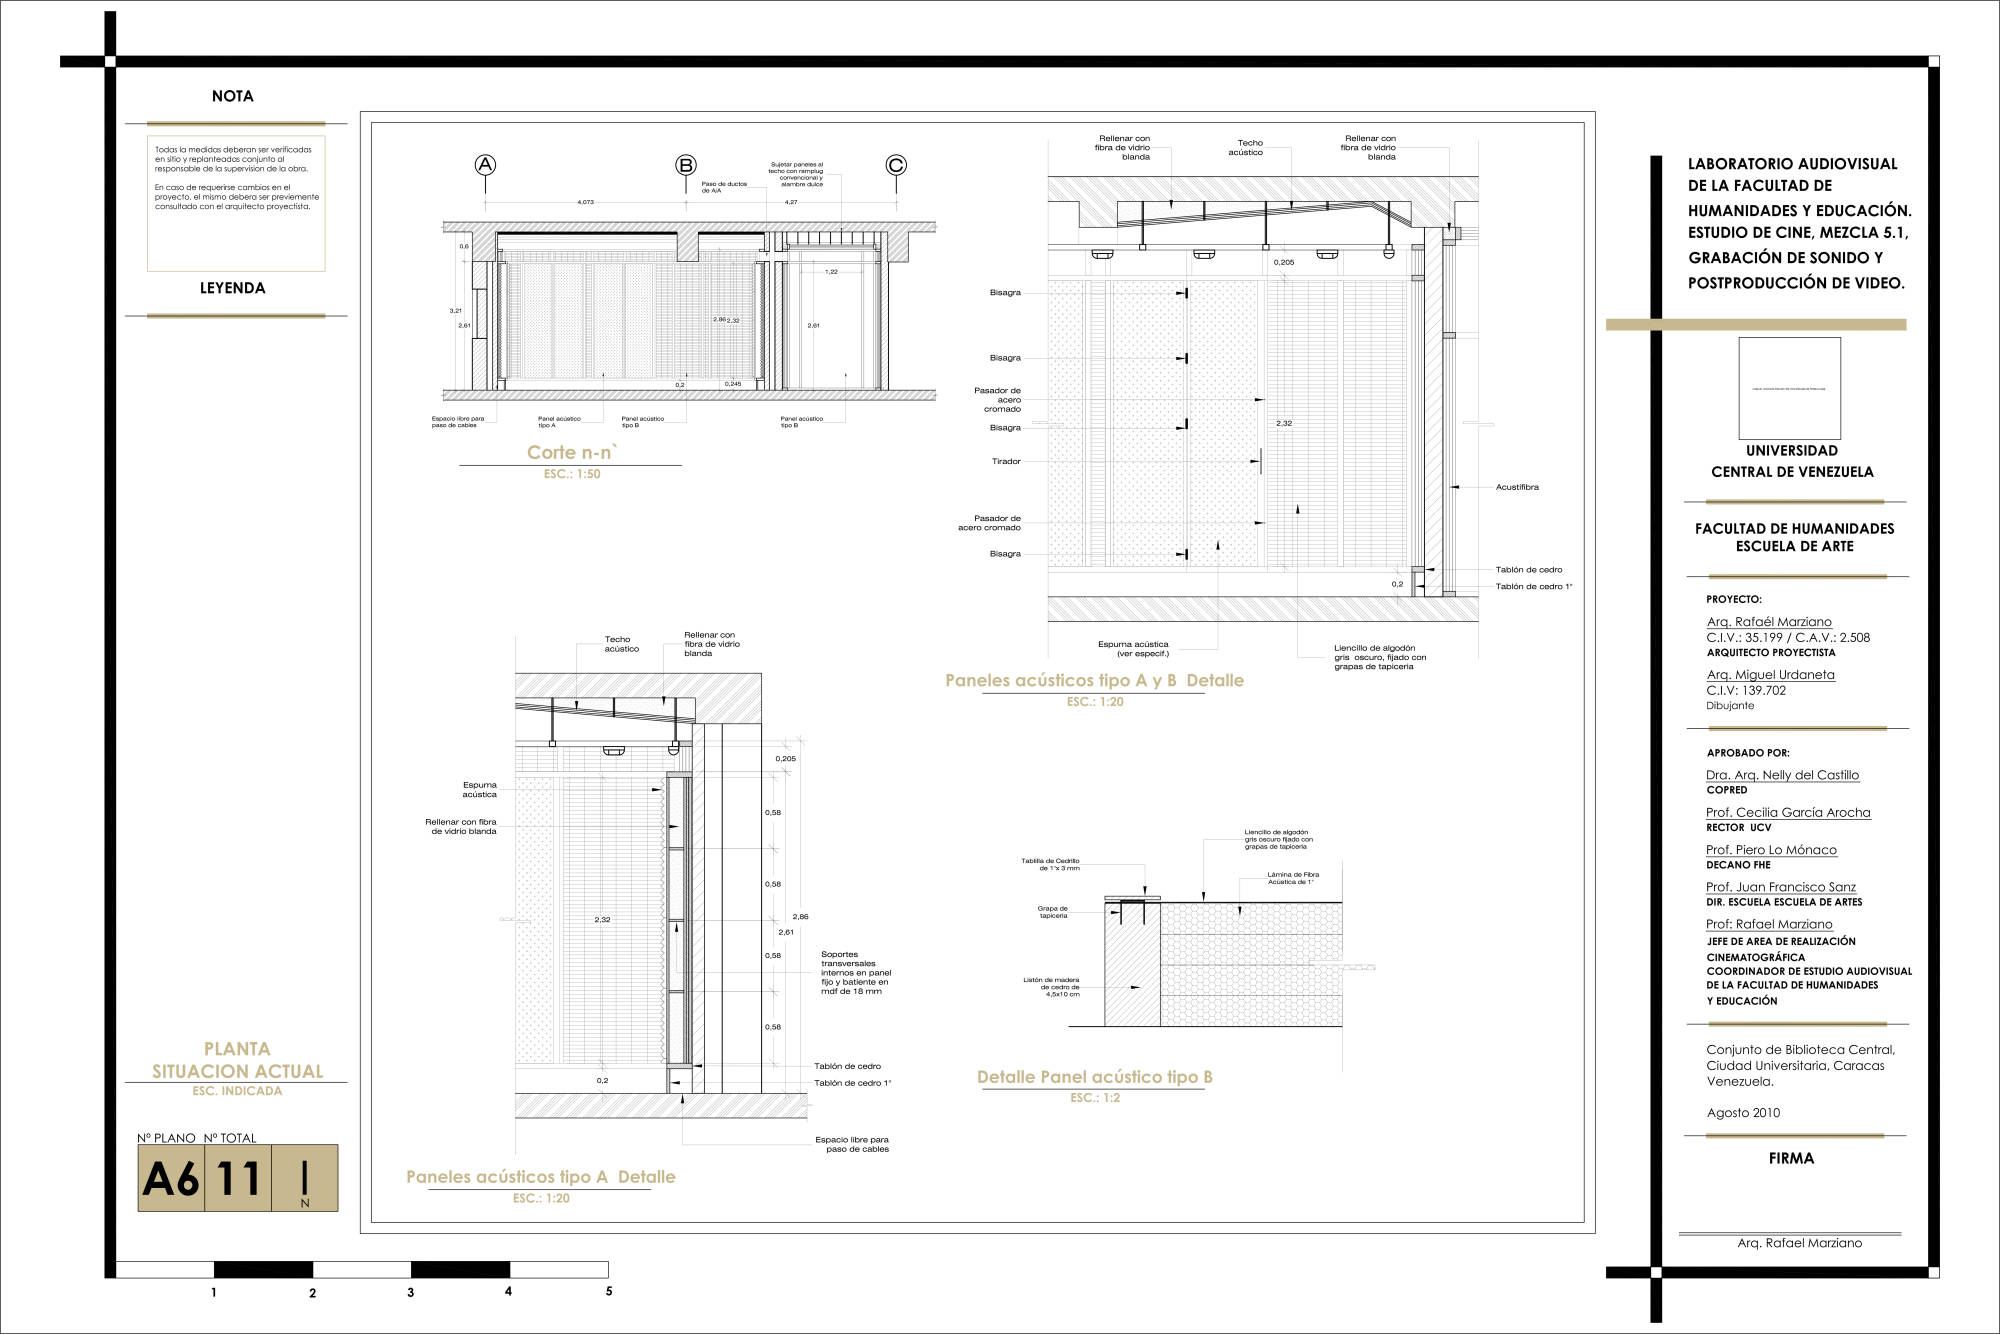 NOTA
Todas la medidas deberan ser verificadas
en sitio y replanteadas conjunto al
responsable de la supervision de la obra.
En caso de requerirse cambios en el
proyecto, el mismo debera ser previemente
consultado con el arquitecto proyectista.
LEYENDA
PLANTA
SITUACION ACTUAL
ESC. INDICADA
Nº PLANO Nº TOTAL
A6 11
N
1 2 3 4 5
A
B
C
Sujetar paneles al
techo con ramplug
convencional y
alambre dulce
Paso de ductos
de A/A
4,073
4,27
0,6
1,22
3,21
2,61
2,86
2,32
2,61
0,2
0,245
Espacio libre para
paso de cables
Panel acústico
tipo A
Panel acústico
tipo B
Panel acústico
tipo B
Corte n-n`
ESC.: 1:50
Rellenar con
fibra de vidrio
blanda
Techo
acústico
Rellenar con
fibra de vidrio
blanda
0,205
Bisagra
Bisagra
Pasador de
acero
cromado
Bisagra
2,32
Tirador
Acustifibra
Pasador de
acero cromado
Bisagra
Tablón de cedro
0,2
Tablón de cedro 1"
Espuma acústica
(ver especif.)
Liencillo de algodón
gris oscuro, fijado con
grapas de tapiceria
Paneles acústicos tipo A y B Detalle
ESC.: 1:20
Techo
acústico
Rellenar con
fibra de vidrio
blanda
0,205
Espuma
acústica
Rellenar con fibra
de vidrio blanda
0,58
0,58
2,32
2,86
2,61
0,58
0,58
Soportes
transversales
internos en panel
fijo y batiente en
mdf de 18 mm
Tablón de cedro
0,2
Tablón de cedro 1"
Espacio libre para
paso de cables
Paneles acústicos tipo A Detalle
ESC.: 1:20
Liencillo de algodón
gris oscuro fijado con
grapas de tapiceria
Tablilla de Cedrillo
de 1"x 3 mm
Lámina de Fibra
Acústica de 1"
Grapa de
tapiceria
Listón de madera
de cedro de
4,5x10 cm
Detalle Panel acústico tipo B
ESC.: 1:2
LABORATORIO AUDIOVISUAL
DE LA FACULTAD DE
HUMANIDADES Y EDUCACIÓN.
ESTUDIO DE CINE, MEZCLA 5.1,
GRABACIÓN DE SONIDO Y
POSTPRODUCCIÓN DE VIDEO.
UNIVERSIDAD
CENTRAL DE VENEZUELA
FACULTAD DE HUMANIDADES
ESCUELA DE ARTE
PROYECTO:
Arq. Rafaél Marziano
C.I.V.: 35.199 / C.A.V.: 2.508
ARQUITECTO PROYECTISTA
Arq. Miguel Urdaneta
C.I.V: 139.702
Dibujante
APROBADO POR:
Dra. Arq. Nelly del Castillo
COPRED
Prof. Cecilia García Arocha
RECTOR UCV
Prof. Piero Lo Mónaco
DECANO FHE
Prof. Juan Francisco Sanz
DIR. ESCUELA ESCUELA DE ARTES
Prof: Rafael Marziano
JEFE DE AREA DE REALIZACIÓN
CINEMATOGRÁFICA
COORDINADOR DE ESTUDIO AUDIOVISUAL
DE LA FACULTAD DE HUMANIDADES
Y EDUCACIÓN
Conjunto de Biblioteca Central,
Ciudad Universitaria, Caracas
Venezuela.
Agosto 2010
FIRMA
Arq. Rafael Marziano